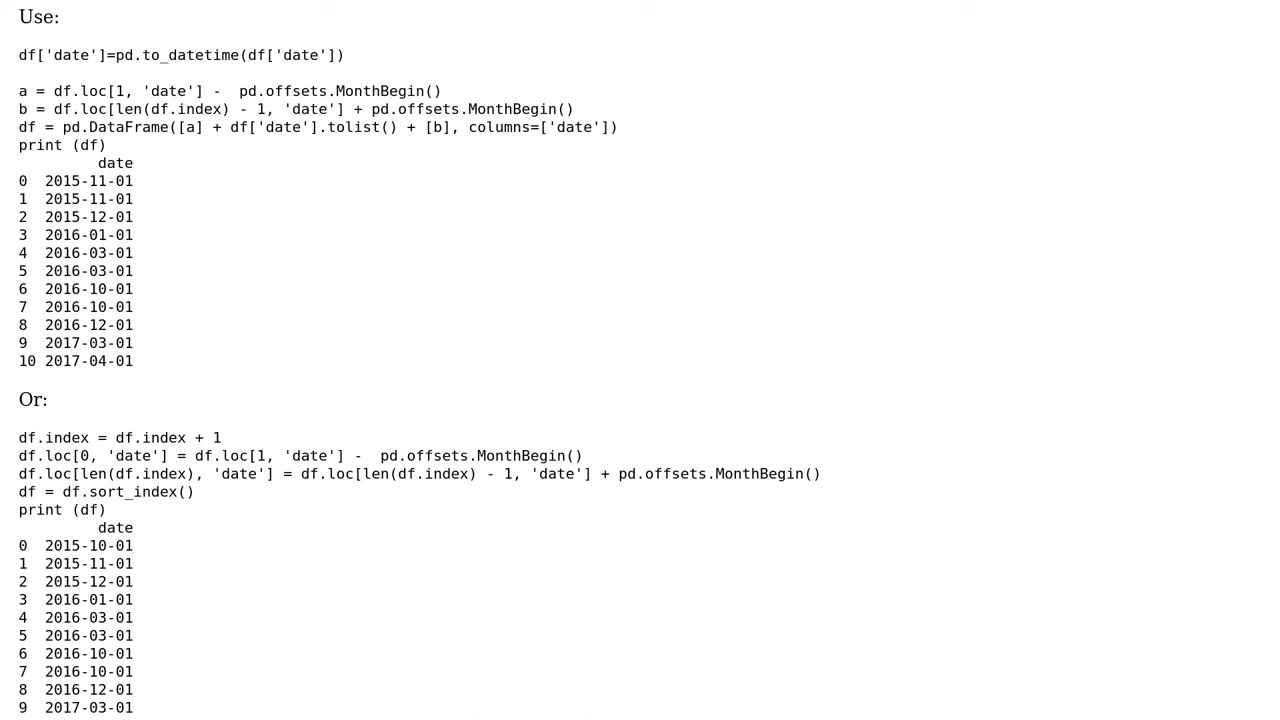 Use:
df['date']=pd.to_datetime(df['date'])
a = df.loc[1, 'date'] -  pd.offsets.MonthBegin()
b = df.loc[len(df.index) - 1, 'date'] + pd.offsets.MonthBegin()
df = pd.DataFrame([a] + df['date'].tolist() + [b], columns=['date'])
print (df)
         date
0  2015-11-01
1  2015-11-01
2  2015-12-01
3  2016-01-01
4  2016-03-01
5  2016-03-01
6  2016-10-01
7  2016-10-01
8  2016-12-01
9  2017-03-01
10 2017-04-01
Or:
df.index = df.index + 1
df.loc[0, 'date'] = df.loc[1, 'date'] -  pd.offsets.MonthBegin()
df.loc[len(df.index), 'date'] = df.loc[len(df.index) - 1, 'date'] + pd.offsets.MonthBegin()
df = df.sort_index()
print (df)
         date
0  2015-10-01
1  2015-11-01
2  2015-12-01
3  2016-01-01
4  2016-03-01
5  2016-03-01
6  2016-10-01
7  2016-10-01
8  2016-12-01
9  2017-03-01